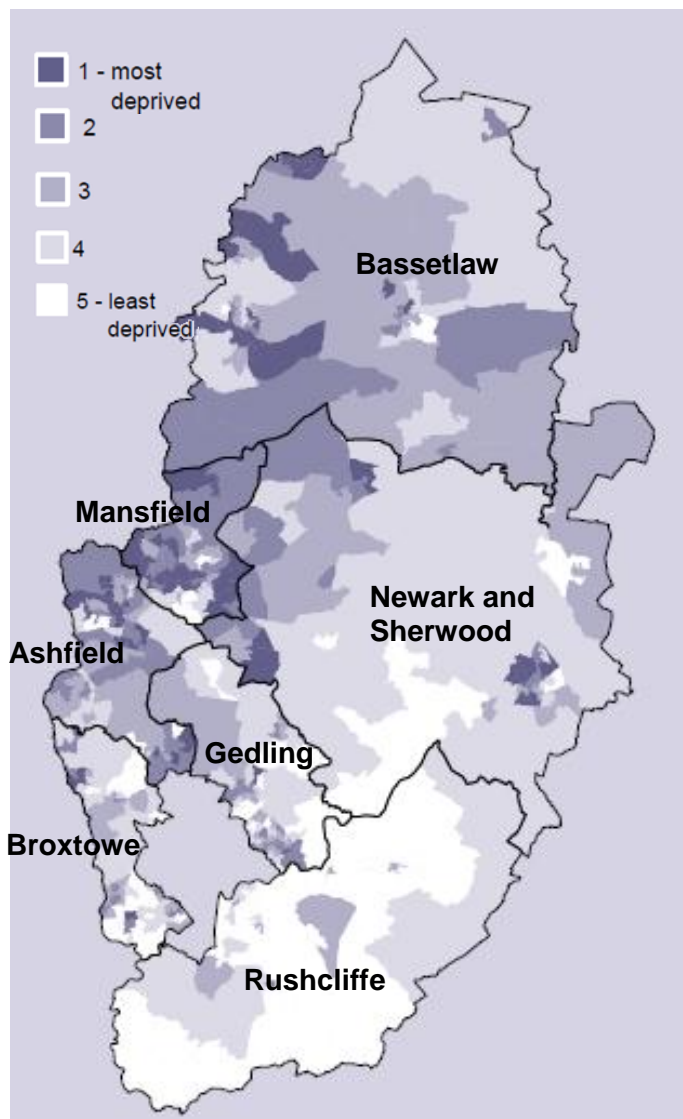 1 - most
deprived
2
3
4
5 - least
deprived
Bassetlaw
Mansfield
Newark and
Sherwood
Ashfield
Gedling
Broxtowe
Rushcliffe